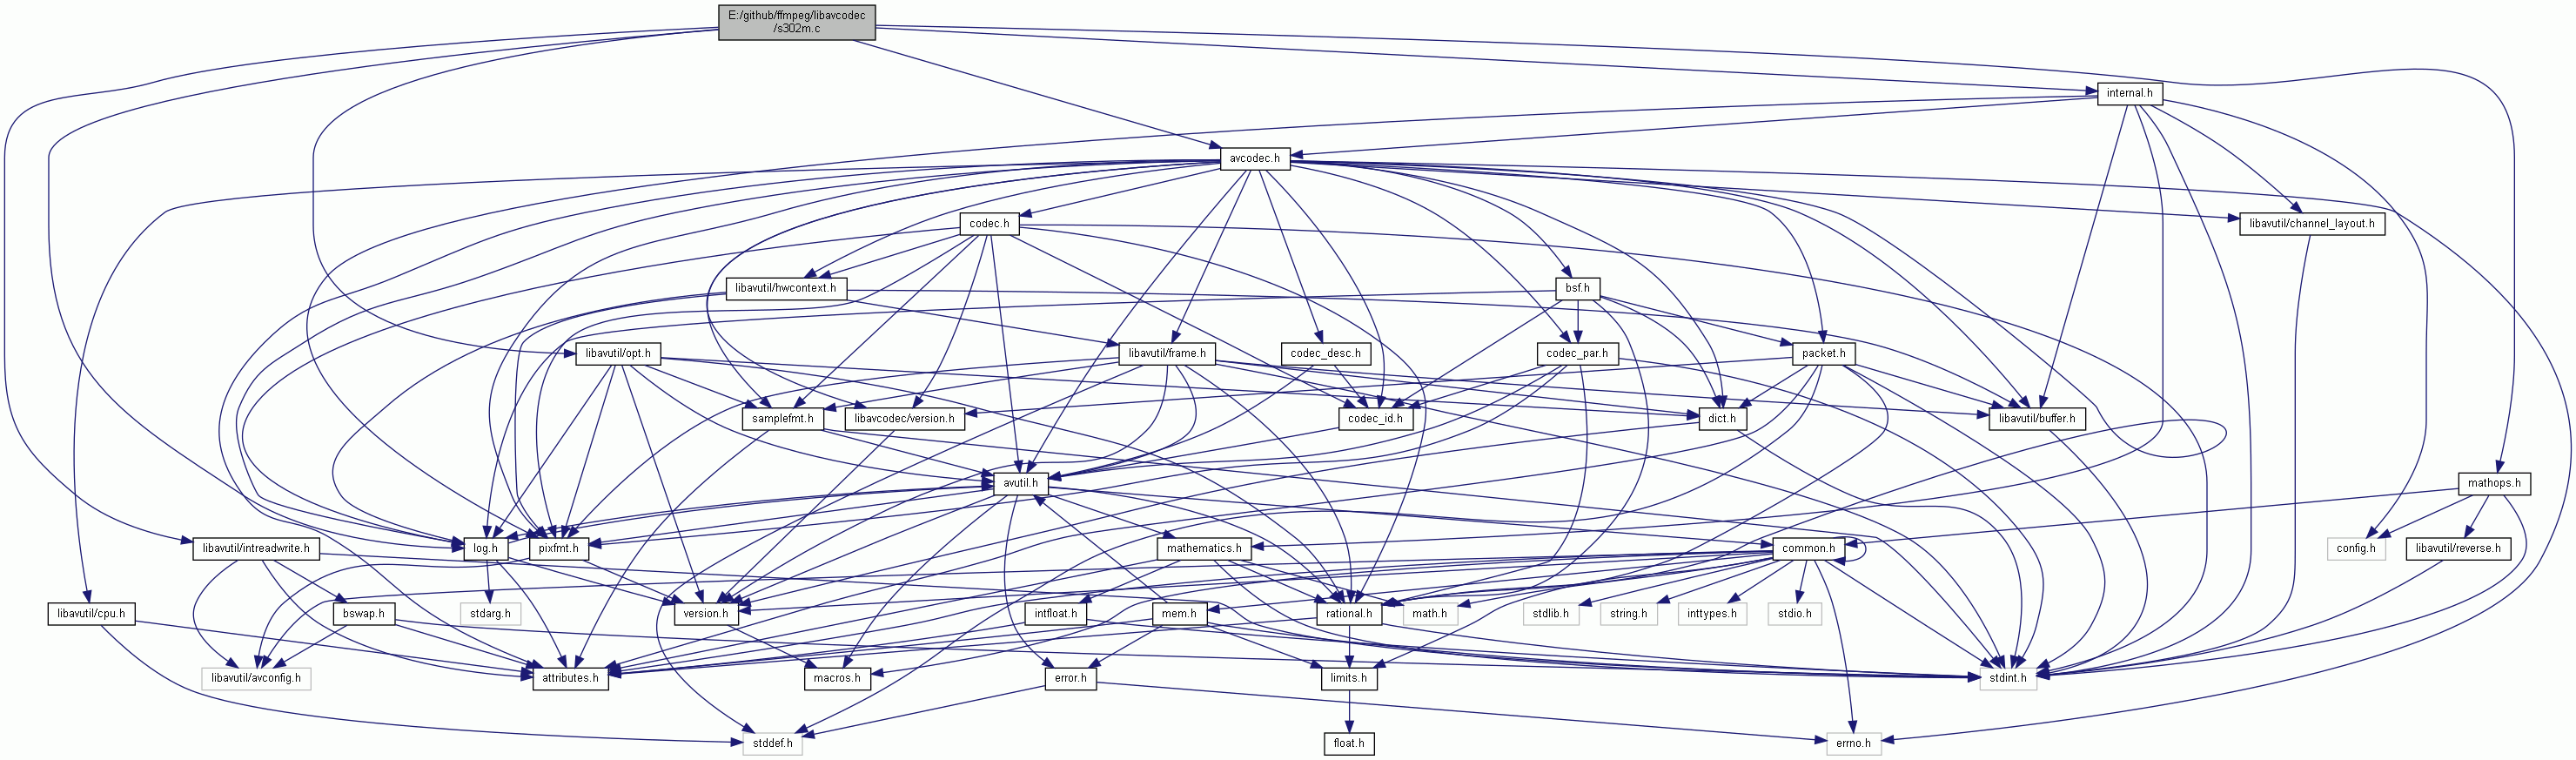 E:/github/ffmpeg/libavcodec
/s302m.c
internal.h
avcodec.h
codec.h
libavutil/channel_layout.h
libavutil/hwcontext.h
bsf.h
libavutil/opt.h
libavutil/frame.h
codec_desc.h
codec_par.h
packet.h
samplefmt.h
libavcodec/version.h
codec_id.h
dict.h
libavutil/buffer.h
avutil.h
mathops.h
libavutil/intreadwrite.h
log.h
pixfmt.h
mathematics.h
common.h
config.h
libavutil/reverse.h
libavutil/cpu.h
bswap.h
stdarg.h
version.h
intfloat.h
mem.h
rational.h
math.h
stdlib.h
string.h
inttypes.h
stdio.h
libavutil/avconfig.h
attributes.h
macros.h
error.h
limits.h
stdint.h
stddef.h
float.h
errno.h